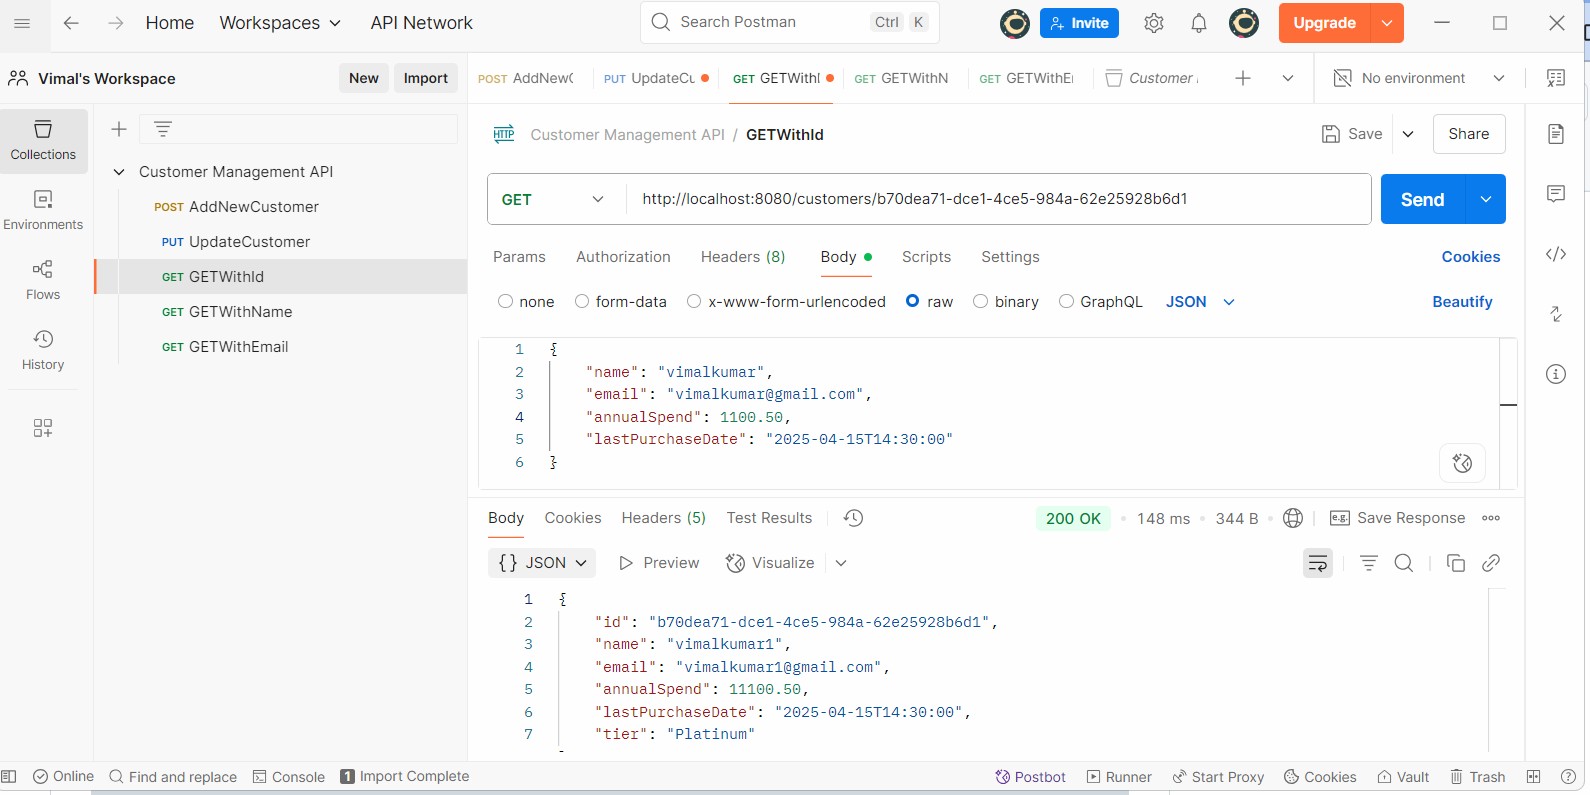 Home Workspaces API Network Search Postman Ctrl K Invite Upgrade
Vimal's Workspace New Import POST AddNewC PUT UpdateCu GET GETWithI GET GETWithN GET GETWithE Customer No environment
Collections
Environments
Flows
History
Customer Management API
POST AddNewCustomer
PUT UpdateCustomer
GET GETWithId
GET GETWithName
GET GETWithEmail
HTTP Customer Management API / GETWithId Save Share
GET http://localhost:8080/customers/b70dea71-dce1-4ce5-984a-62e25928b6d1 Send
Params Authorization Headers (8) Body Scripts Settings Cookies
none form-data x-www-form-urlencoded raw binary GraphQL JSON Beautify
1 {
2 "name": "vimalkumar",
3 "email": "vimalkumar@gmail.com",
4 "annualSpend": 1100.50,
5 "lastPurchaseDate": "2025-04-15T14:30:00"
6 }
Body Cookies Headers (5) Test Results 200 OK • 148 ms • 344 B • e.g. Save Response
{} JSON Preview Visualize
1 {
2 "id": "b70dea71-dce1-4ce5-984a-62e25928b6d1",
3 "name": "vimalkumar1",
4 "email": "vimalkumar1@gmail.com",
5 "annualSpend": 11100.50,
6 "lastPurchaseDate": "2025-04-15T14:30:00",
7 "tier": "Platinum"
Online Find and replace Console 1 Import Complete Postbot Runner Start Proxy Cookies Vault Trash